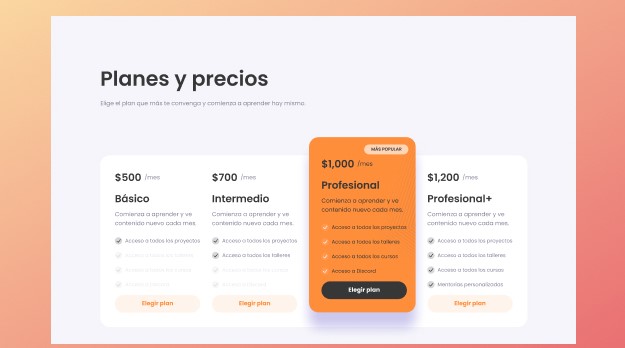 Planes y precios
Elige el plan que más te convenga y comienza a aprender hoy mismo.
$500 /mes
Básico
Comienza a aprender y ve
contenido nuevo cada mes.
Acceso a todos los proyectos
Elegir plan
$700 /mes
Intermedio
Comienza a aprender y ve
contenido nuevo cada mes.
Acceso a todos los proyectos
Acceso a todos los talleres
Elegir plan
MÁS POPULAR
$1,000 /mes
Profesional
Comienza a aprender y ve
contenido nuevo cada mes.
Acceso a todos los proyectos
Acceso a todos los talleres
Acceso a todos los cursos
Acceso a Discord
Elegir plan
$1,200 /mes
Profesional+
Comienza a aprender y ve
contenido nuevo cada mes.
Acceso a todos los proyectos
Acceso a todos los talleres
Acceso a todos los cursos
Mentorías personalizadas
Elegir plan